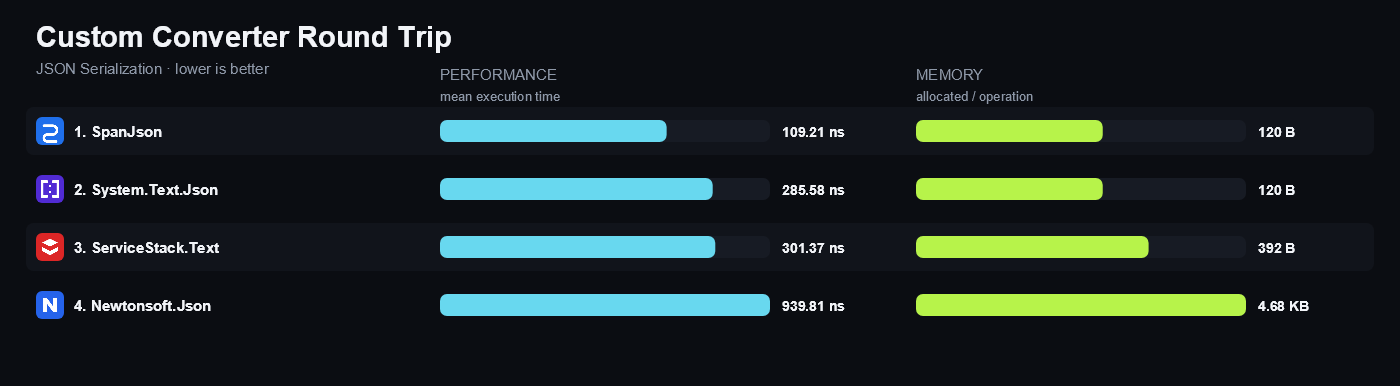 Custom Converter Round Trip
JSON Serialization · lower is better
PERFORMANCE
mean execution time
MEMORY
allocated / operation
1. SpanJson 109.21 ns 120 B
2. System.Text.Json 285.58 ns 120 B
3. ServiceStack.Text 301.37 ns 392 B
N 4. Newtonsoft.Json 939.81 ns 4.68 KB